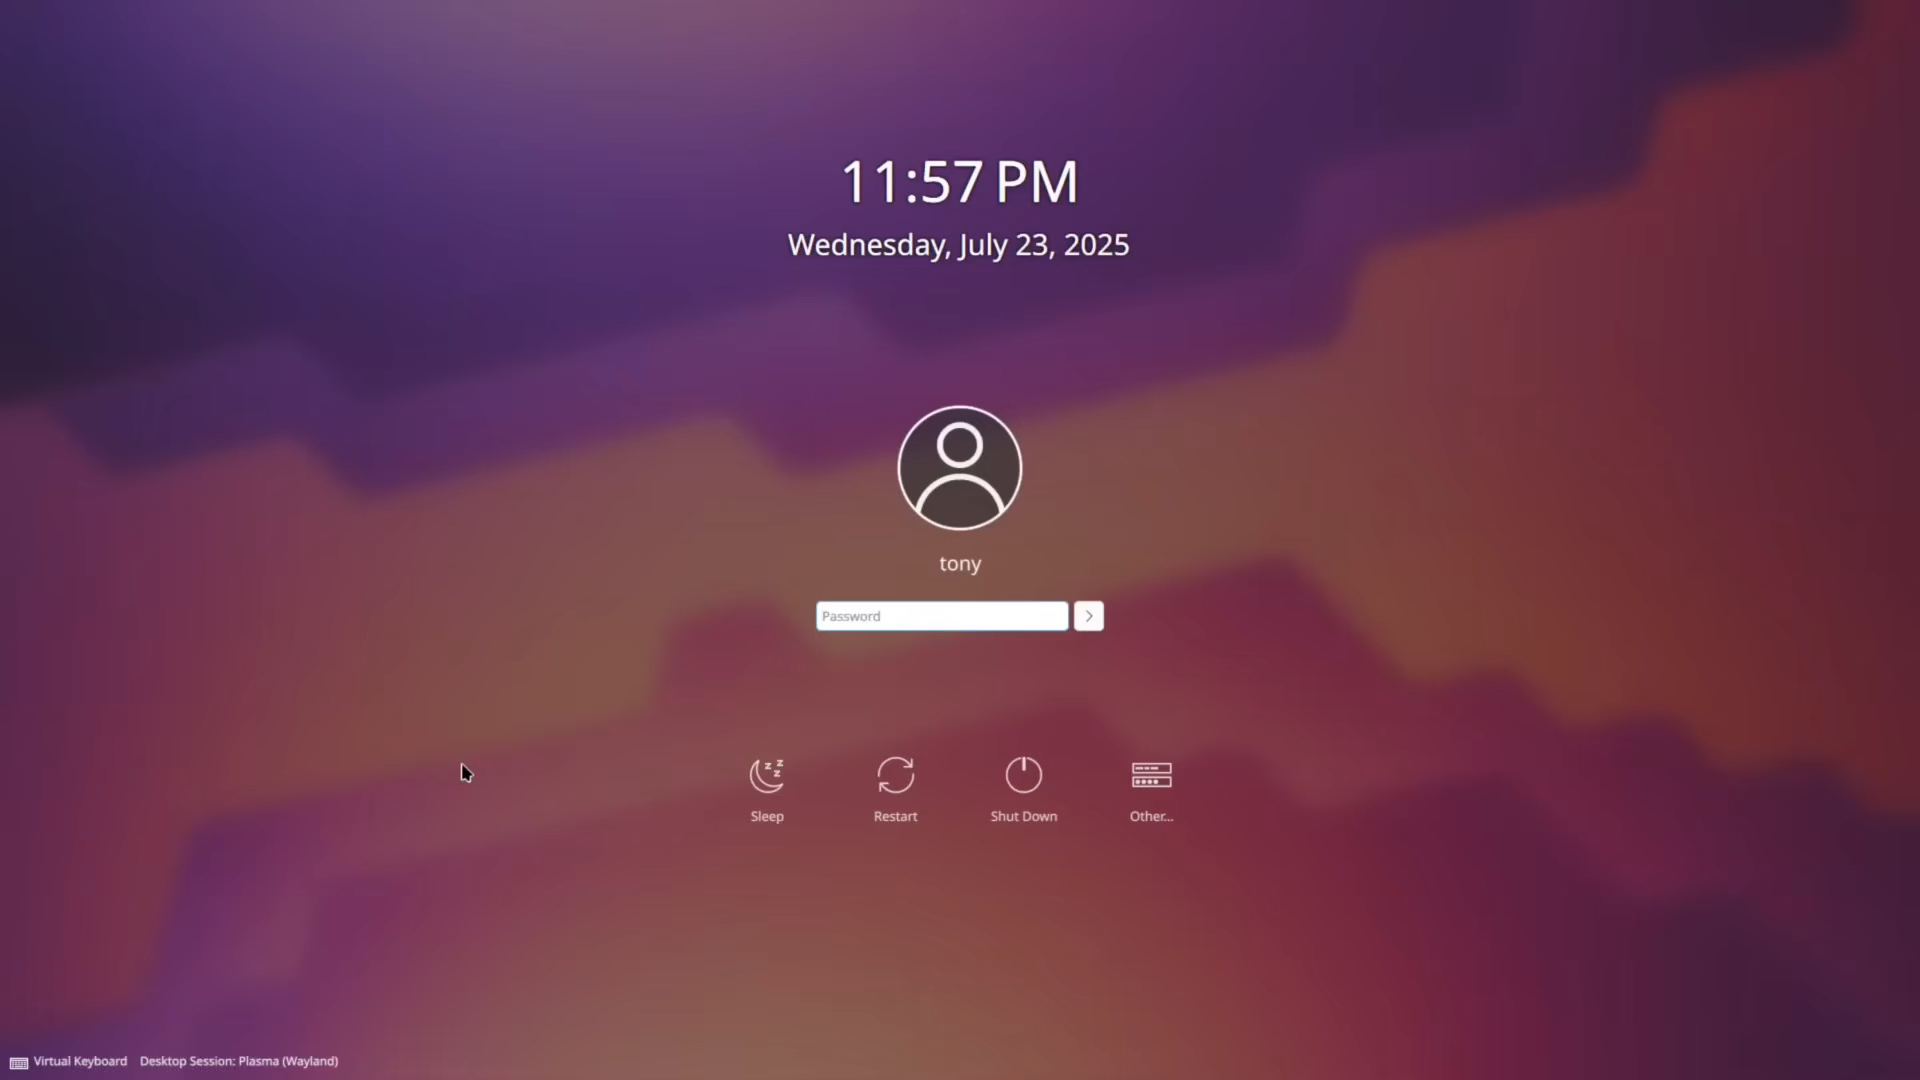 11:57 PM
Wednesday, July 23, 2025
tony
Password
Sleep
Restart
Shut Down
Other...
Virtual Keyboard
Desktop Session: Plasma (Wayland)